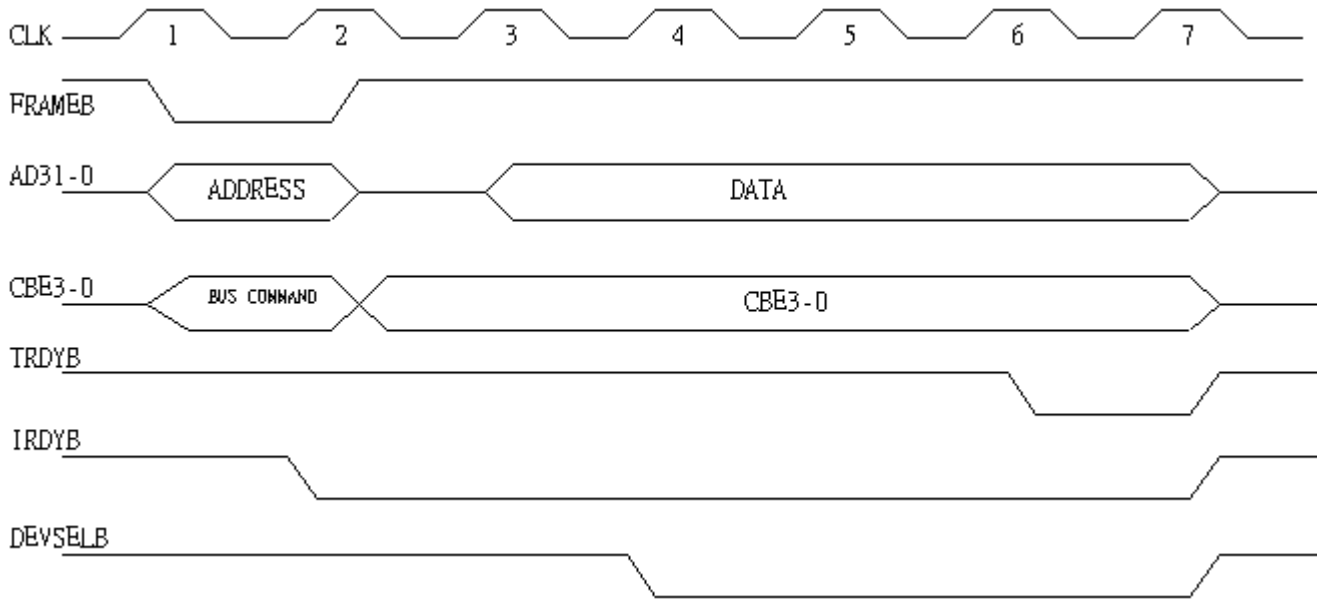 CLK 1 2 3 4 5 6 7
FRAMEB
AD31-0 ADDRESS DATA
CBE3-0 BUS COMMAND CBE3-0
TRDYB
IRDYB
DEVSELB